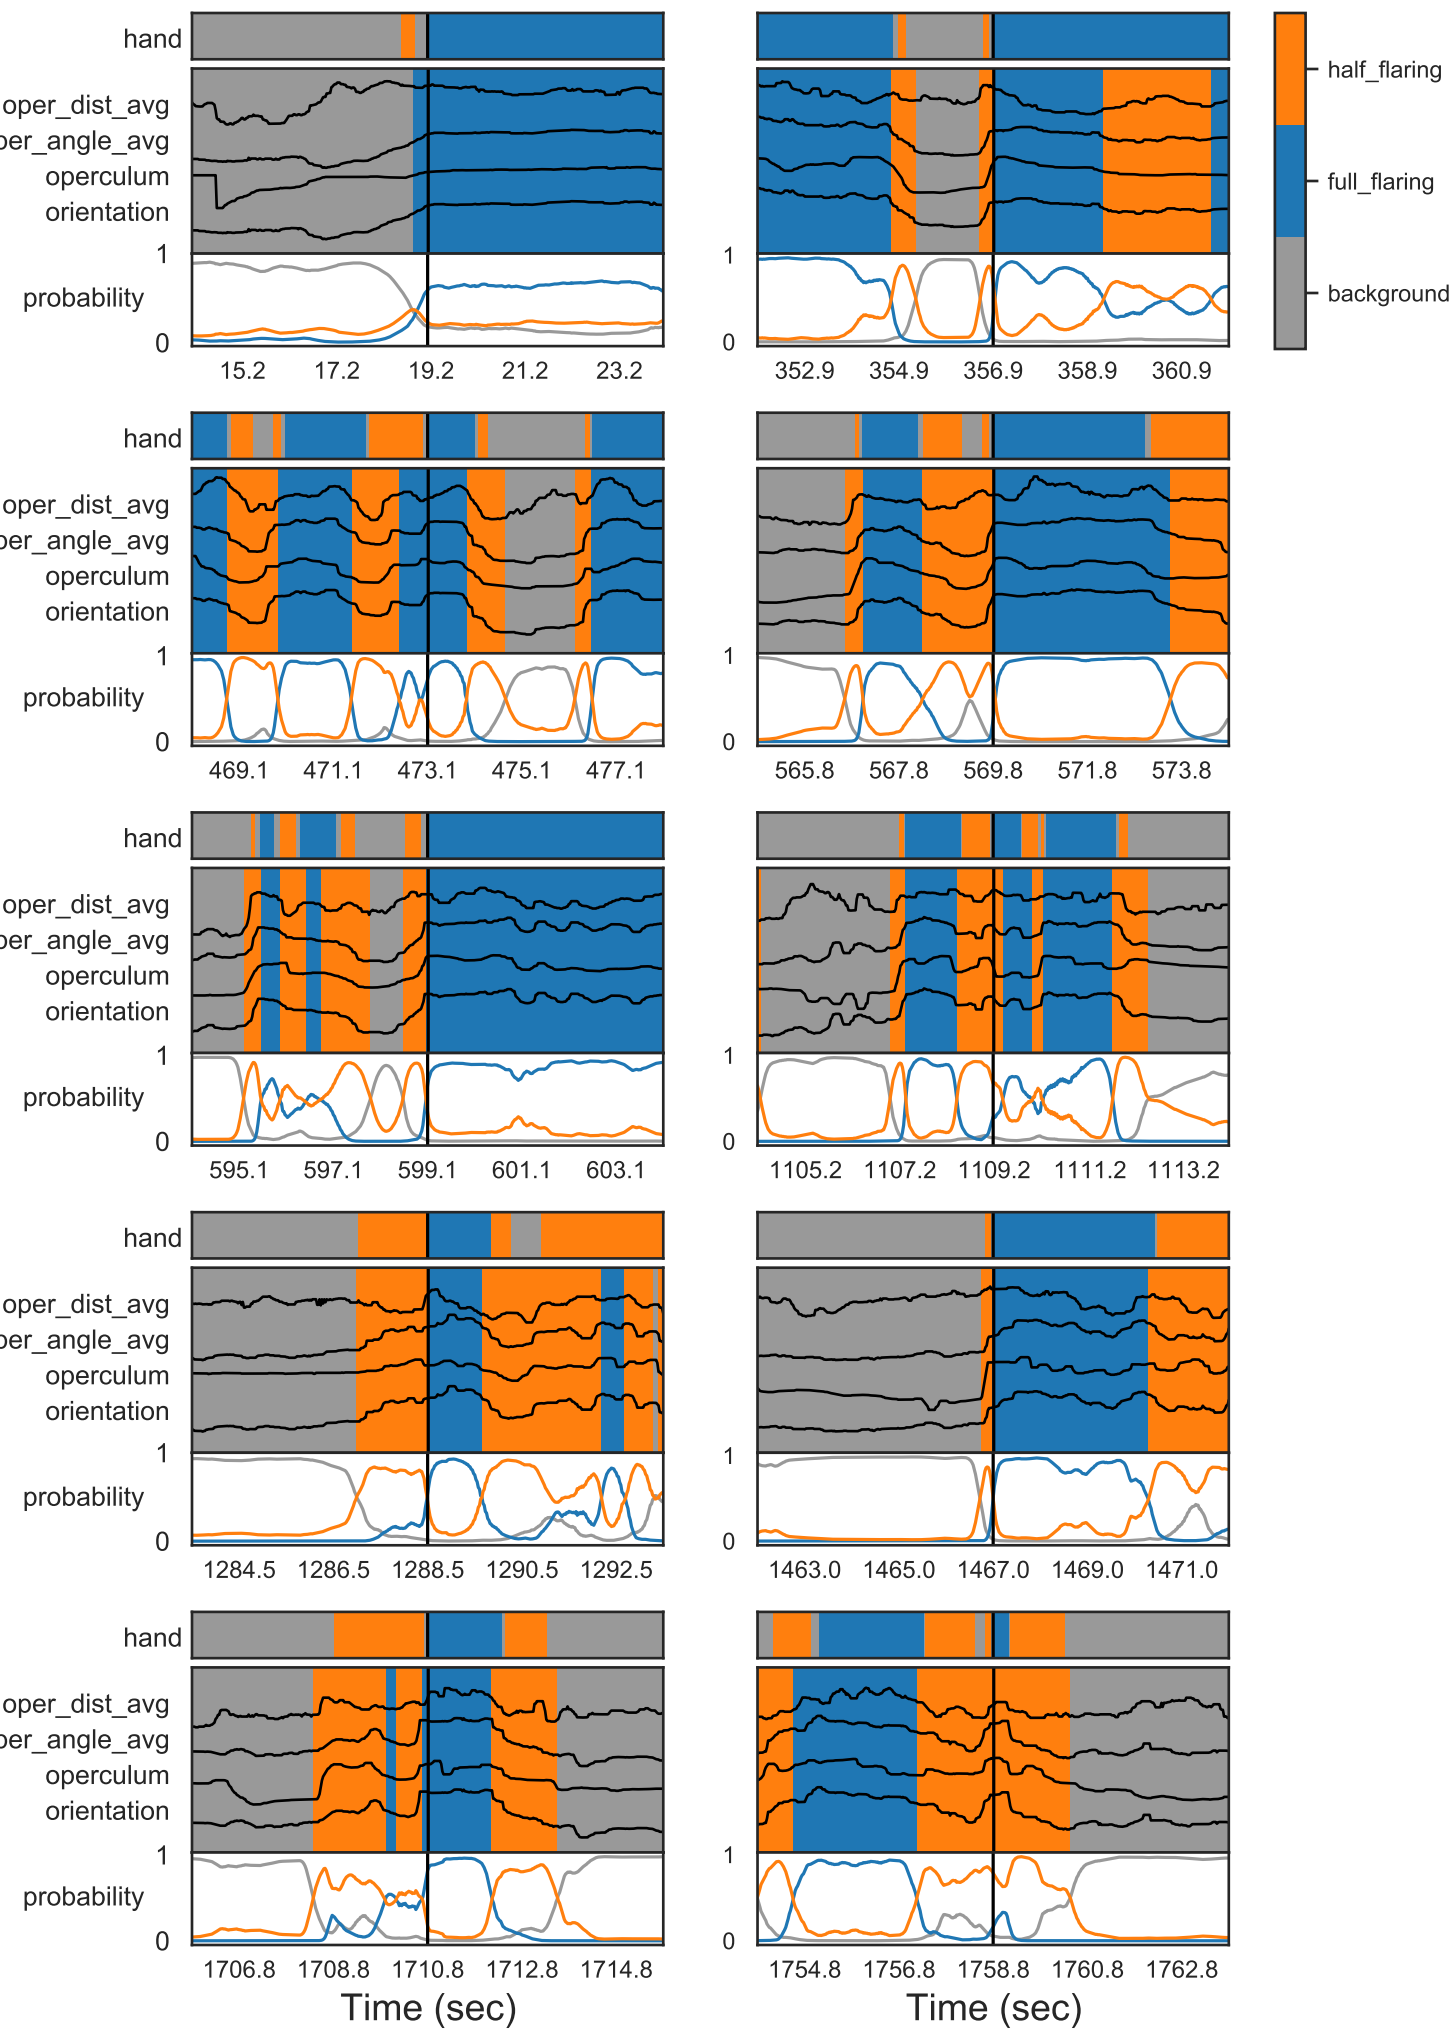 hand
oper_dist_avg
per_angle_avg
operculum
orientation
1
probability
0
15.2 17.2 19.2 21.2 23.2
1
0
352.9 354.9 356.9 358.9 360.9
half_flaring
full_flaring
background
hand
oper_dist_avg
per_angle_avg
operculum
orientation
1
probability
0
469.1 471.1 473.1 475.1 477.1
1
0
565.8 567.8 569.8 571.8 573.8
hand
oper_dist_avg
per_angle_avg
operculum
orientation
1
probability
0
595.1 597.1 599.1 601.1 603.1
1
0
1105.2 1107.2 1109.2 1111.2 1113.2
hand
oper_dist_avg
per_angle_avg
operculum
orientation
1
probability
0
1284.5 1286.5 1288.5 1290.5 1292.5
1
0
1463.0 1465.0 1467.0 1469.0 1471.0
hand
oper_dist_avg
per_angle_avg
operculum
orientation
1
probability
0
1706.8 1708.8 1710.8 1712.8 1714.8
Time (sec)
1
0
1754.8 1756.8 1758.8 1760.8 1762.8
Time (sec)